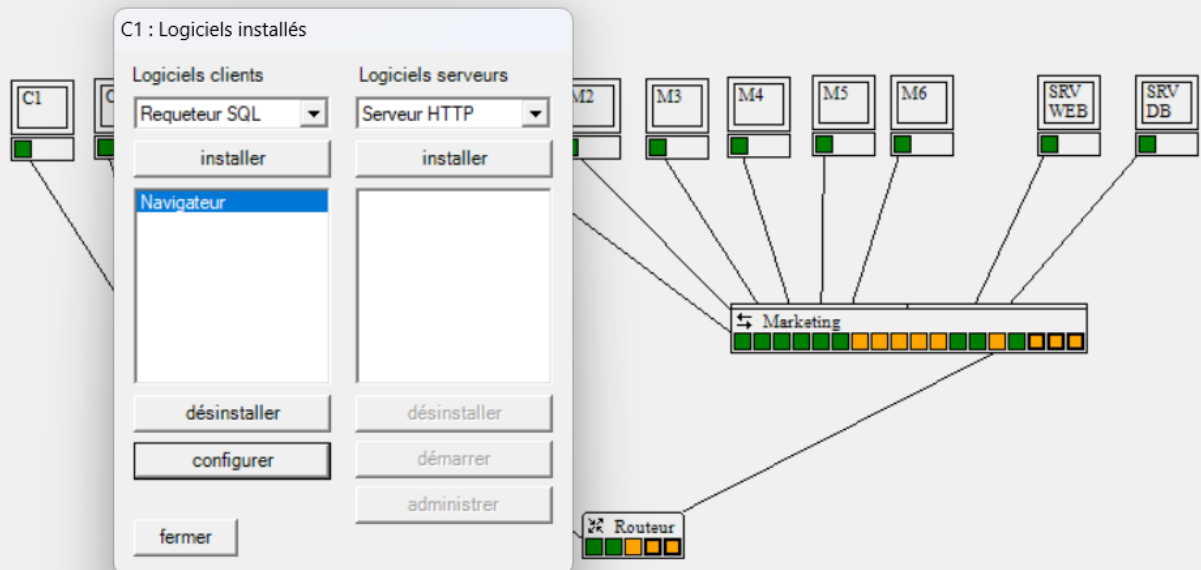 C1 : Logiciels installés
Logiciels clients
Logiciels serveurs
Requeteur SQL
Serveur HTTP
installer
installer
Navigateur
désinstaller
désinstaller
configurer
démarrer
administrer
fermer
C1
M2
M3
M4
M5
M6
SRV
WEB
SRV
DB
Marketing
Routeur